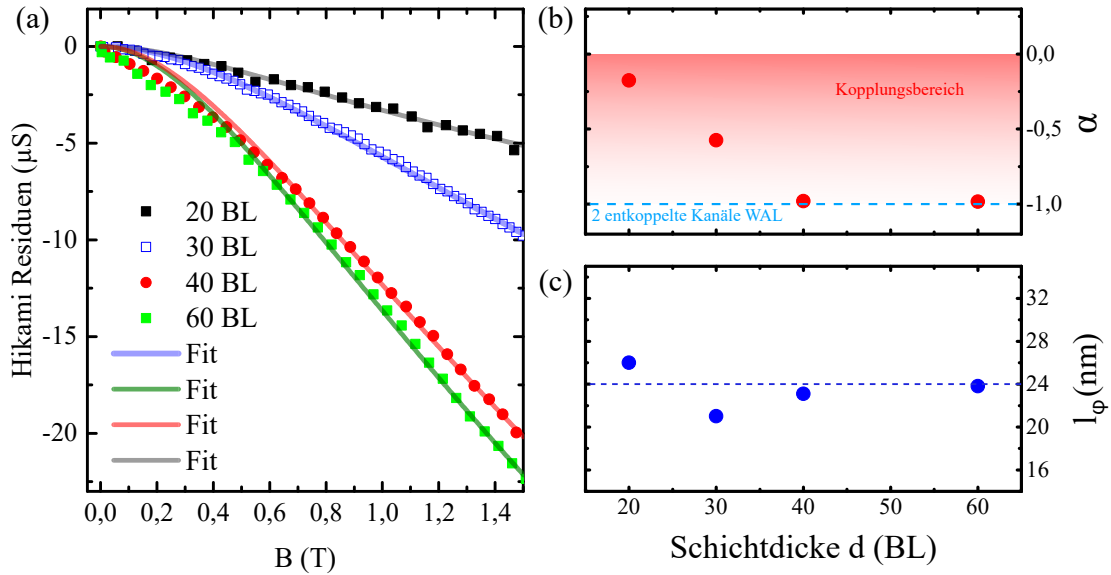 (a)
Hikami Residuen (µS)
0
-5
-10
-15
-20
20 BL
30 BL
40 BL
60 BL
Fit
Fit
Fit
Fit
0,0 0,2 0,4 0,6 0,8 1,0 1,2 1,4
B (T)
(b)
Kopplungsbereich
2 entkoppelte Kanäle WAL
0,0
-0,5
-1,0
α
(c)
32
28
24
20
16
lφ (nm)
20 30 40 50 60
Schichtdicke d (BL)